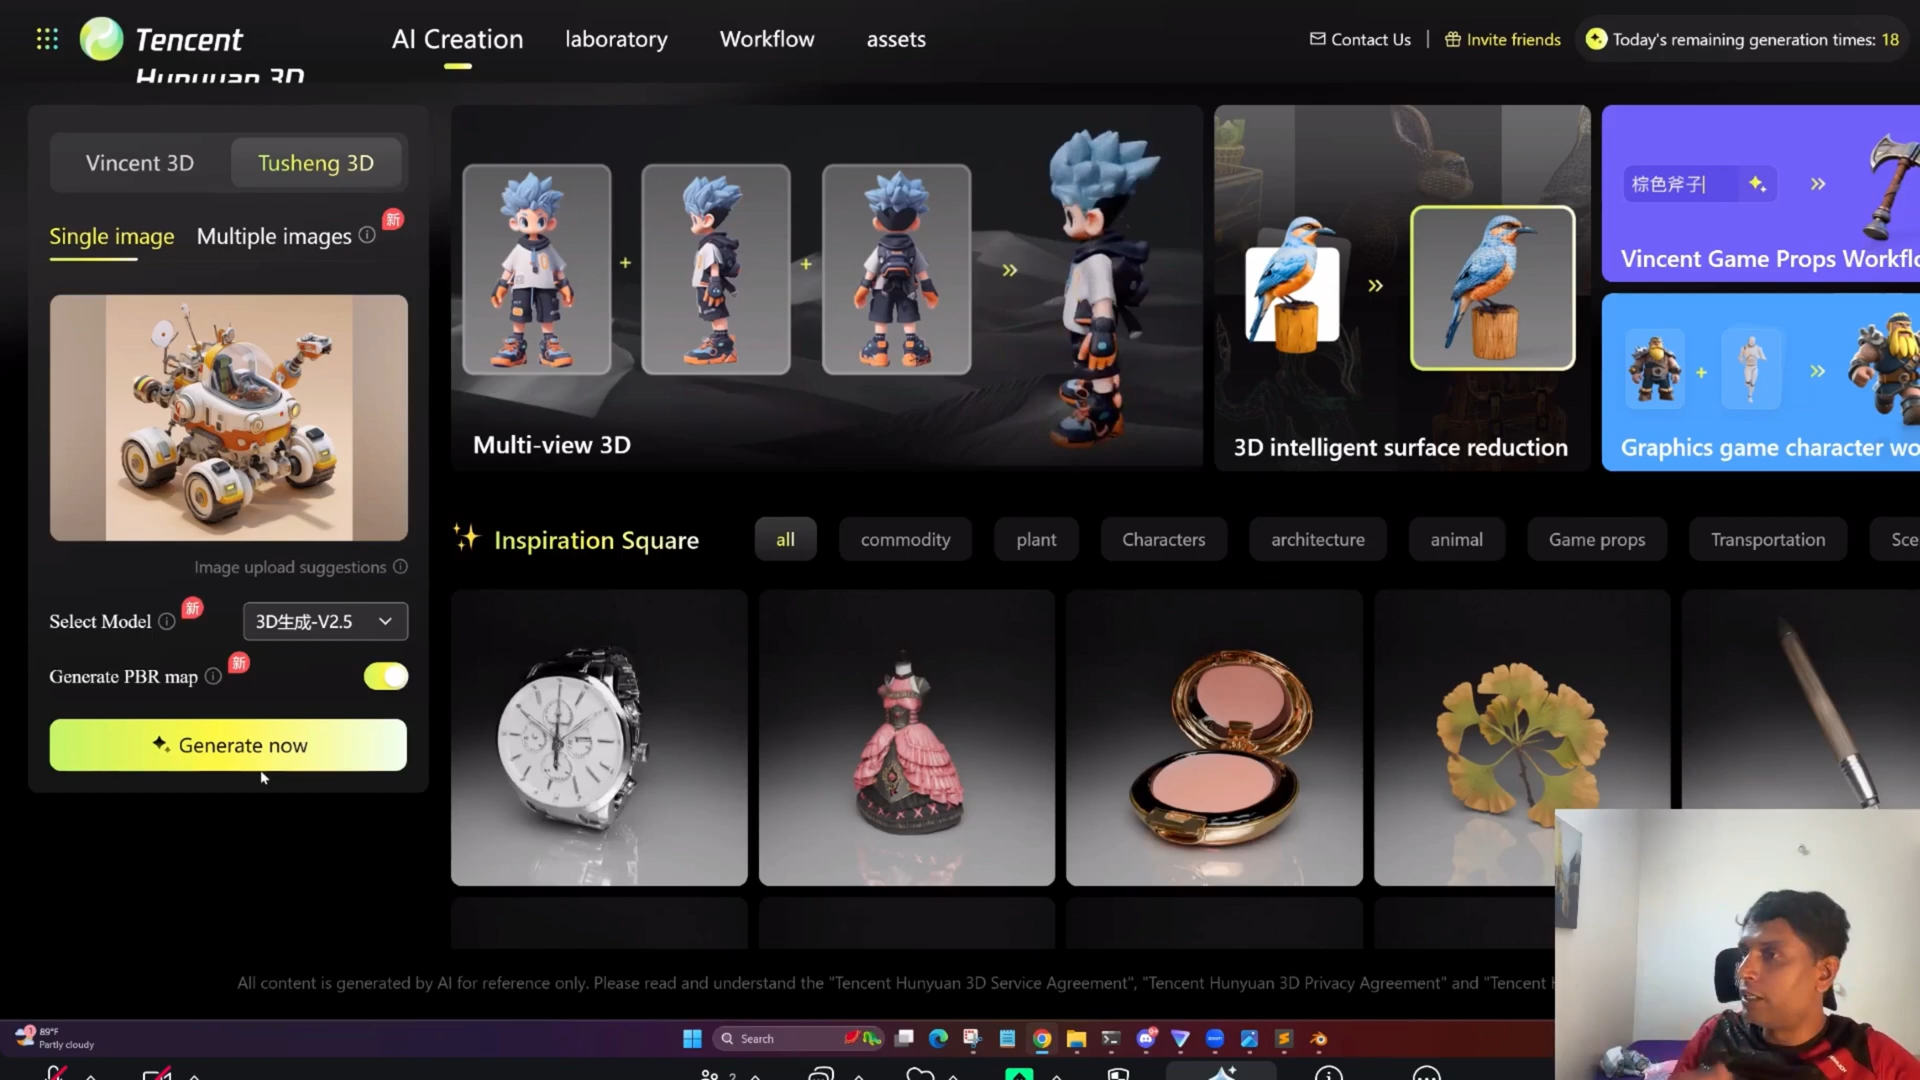 Tencent
Hunyuan 3D
AI Creation
laboratory
Workflow
assets
Contact Us
Invite friends
Today's remaining generation times: 18
Vincent 3D
Tusheng 3D
Single image
Multiple images
新
Image upload suggestions
Select Model
新
3D生成-V2.5
Generate PBR map
新
Generate now
Multi-view 3D
3D intelligent surface reduction
棕色斧子
Vincent Game Props Workflo
Graphics game character wo
Inspiration Square
all
commodity
plant
Characters
architecture
animal
Game props
Transportation
Sce
All content is generated by AI for reference only. Please read and understand the "Tencent Hunyuan 3D Service Agreement", "Tencent Hunyuan 3D Privacy Agreement" and "Tencent H
1
89°F
Partly cloudy
Search
2